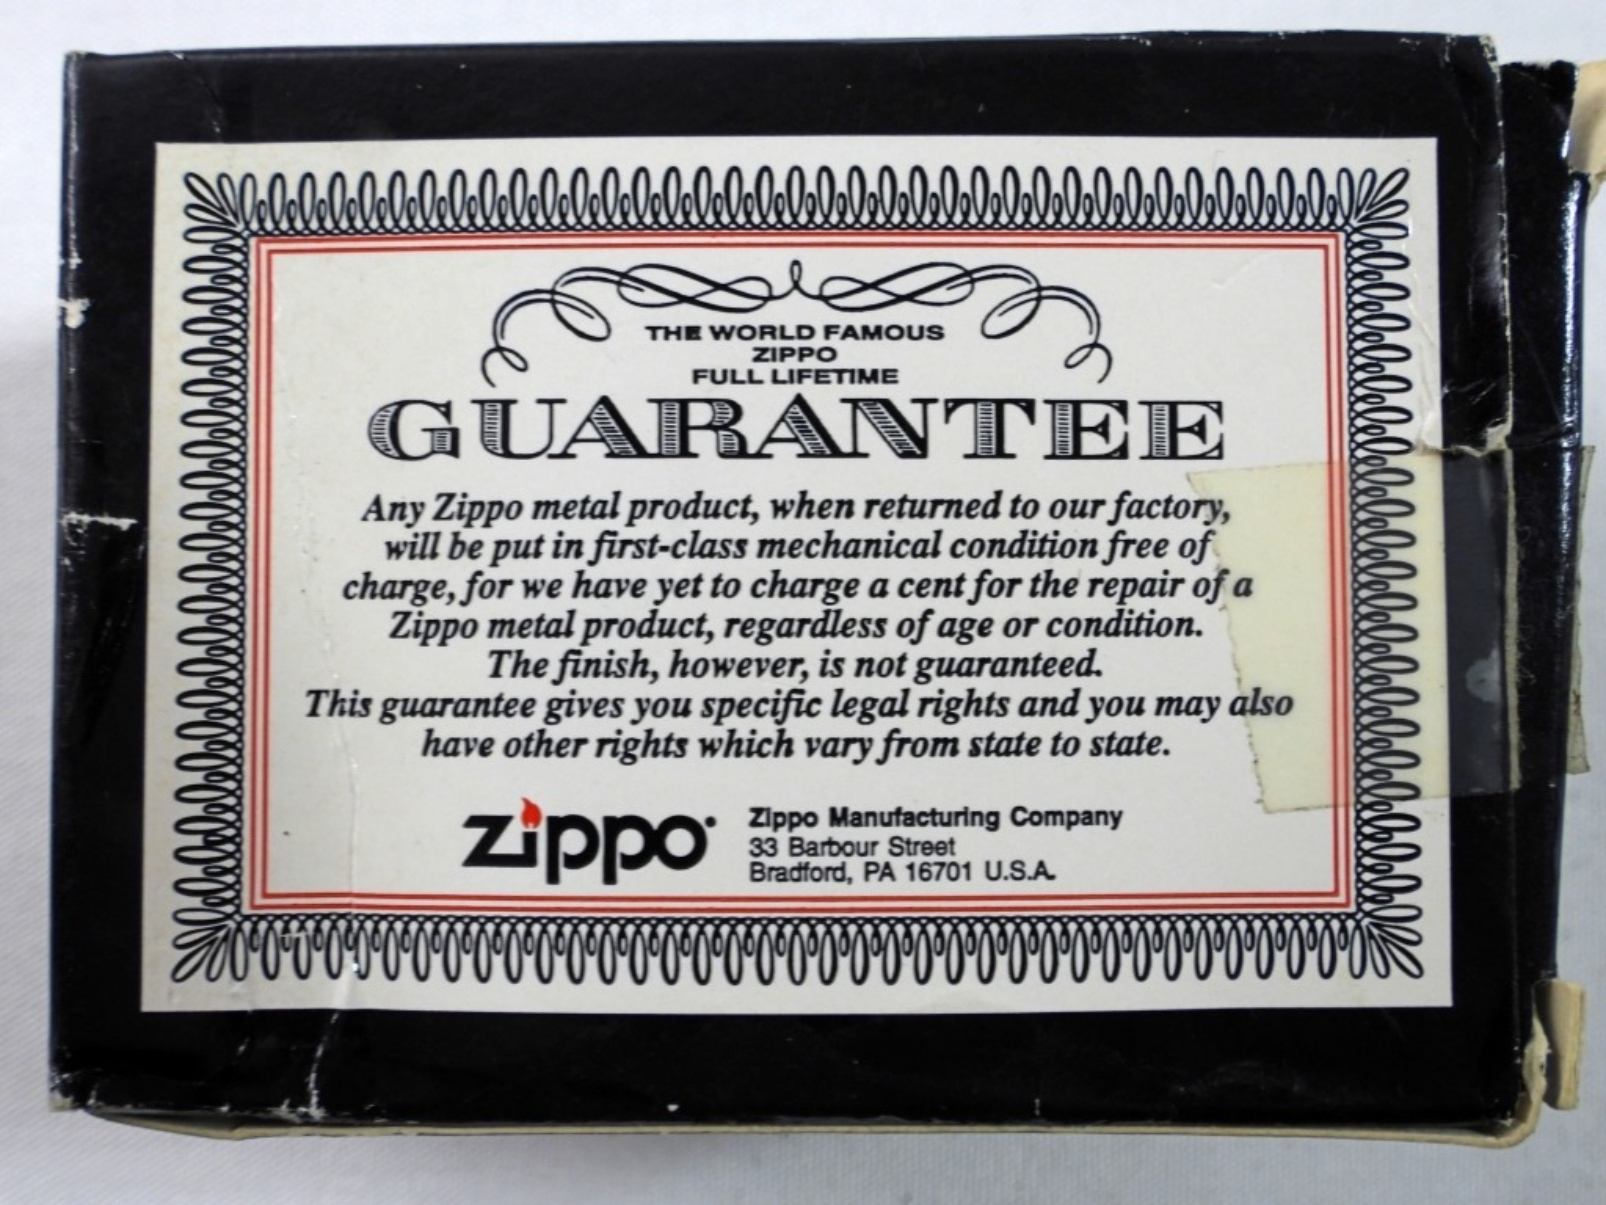 THE WORLD FAMOUS
ZIPPO
FULL LIFETIME
GUARANTEE
Any Zippo metal product, when returned to our factory,
will be put in first-class mechanical condition free of
charge, for we have yet to charge a cent for the repair of a
Zippo metal product, regardless of age or condition.
The finish, however, is not guaranteed.
This guarantee gives you specific legal rights and you may also
have other rights which vary from state to state.
zippo
Zippo Manufacturing Company
33 Barbour Street
Bradford, PA 16701 U.S.A.